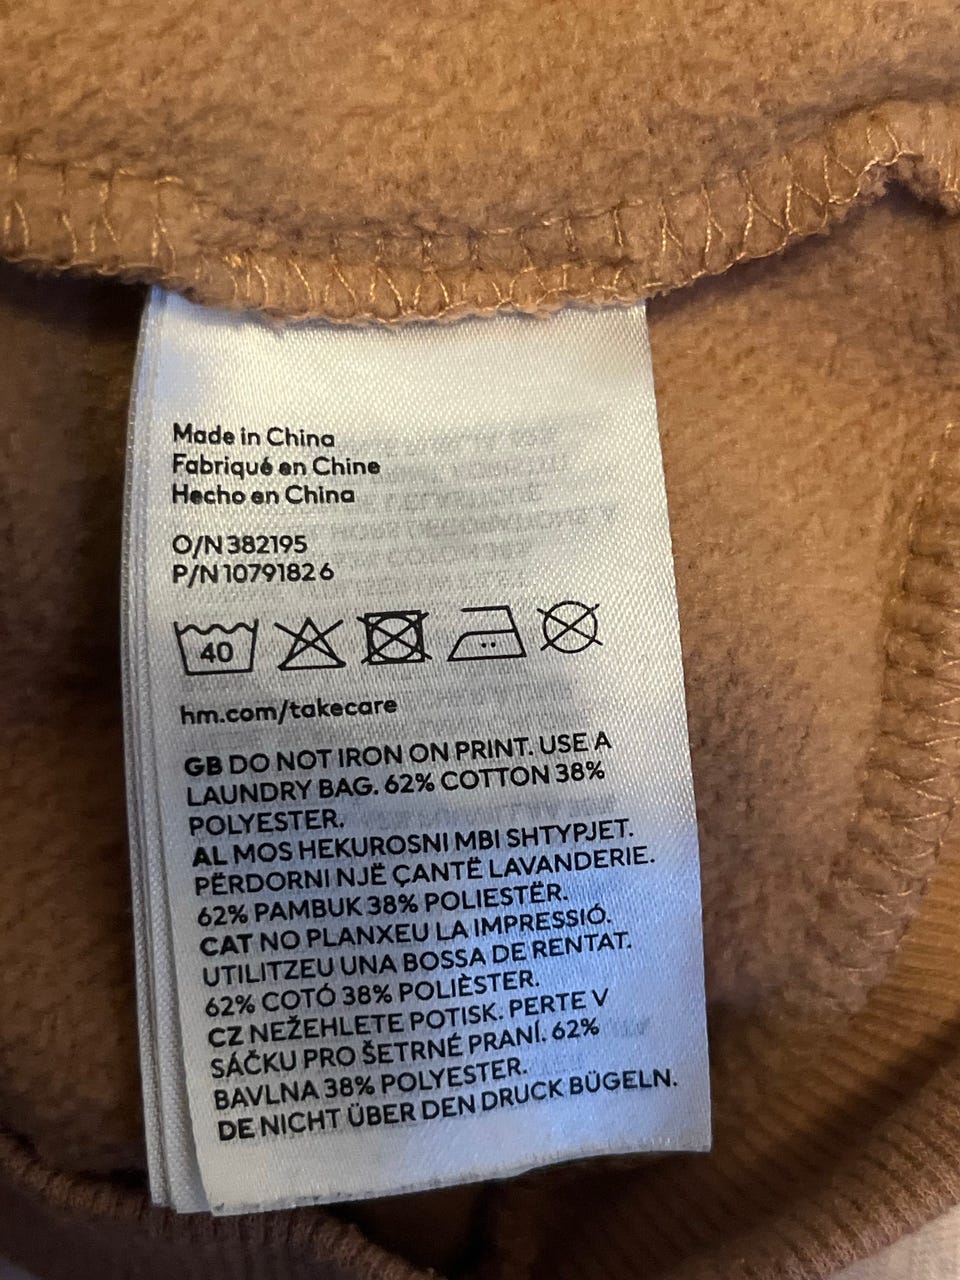 Made in China
Fabriqué en Chine
Hecho en China
O/N 382195
P/N 1079182 6
40
hm.com/takecare
GB DO NOT IRON ON PRINT. USE A
LAUNDRY BAG. 62% COTTON 38%
POLYESTER.
AL MOS HEKUROSNI MBI SHTYPJET.
PËRDORNI NJË ÇANTË LAVANDERIE.
62% PAMBUK 38% POLIESTËR.
CAT NO PLANXEU LA IMPRESSIÓ.
UTILITZEU UNA BOSSA DE RENTAT.
62% COTÓ 38% POLIÈSTER.
CZ NEŽEHLETE POTISK. PERTE V
SÁČKU PRO ŠETRNÉ PRANÍ. 62%
BAVLNA 38% POLYESTER.
DE NICHT ÜBER DEN DRUCK BÜGELN.